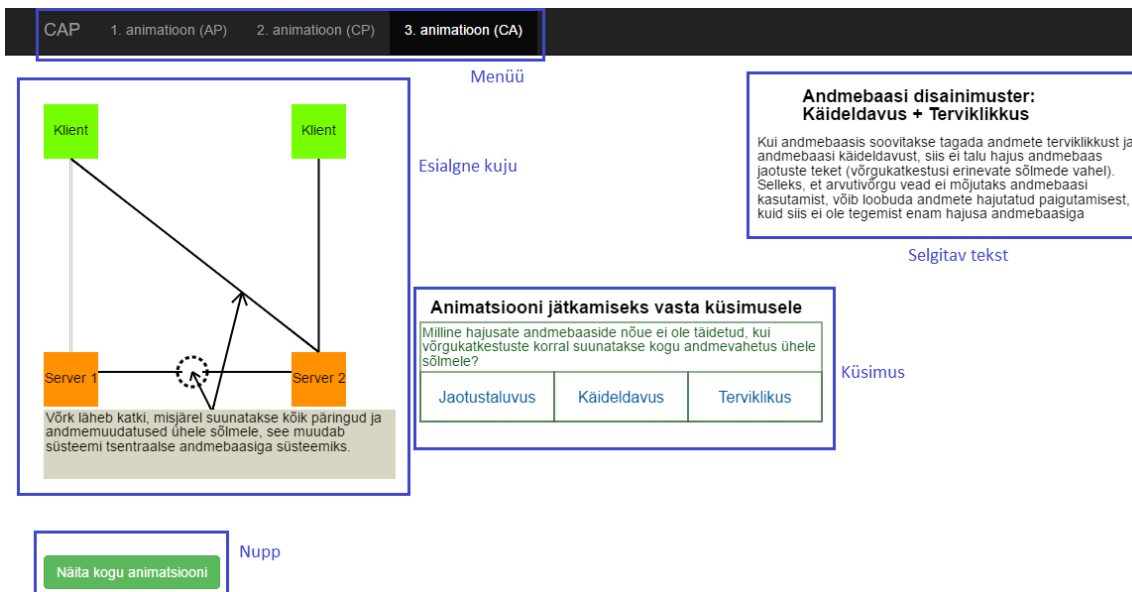 CAP 1. animatioon (AP) 2. animatioon (CP) 3. animatioon (CA)
Menüü
Klient
Klient
Esialgne kuju
Server 1
Server 2
Võrk läheb katki, misjärel suunatakse kõik päringud ja
andmemuudatused ühele sõlmele, see muudab
süsteemi tsentraalse andmebaasiga süsteemiks.
Andmebaasi disainimuster:
Käideldavus + Terviklikkus
Kui andmebaasis soovitakse tagada andmete terviklikkust ja
andmebaasi käideldavust, siis ei talu hajus andmebaas
jaotuste teket (võrgukatkestusi erinevate sõlmede vahel).
Selleks, et arvutivõrgu vead ei mõjutaks andmebaasi
kasutamist, võib loobuda andmete hajutatud paigutamisest,
kuid siis ei ole tegemist enam hajusa andmebaasiga
Selgitav tekst
Animatsiooni jätkamiseks vasta küsimusele
Milline hajusate andmebaaside nõue ei ole täidetud, kui
võrgukatkestuste korral suunatakse kogu andmevahetus ühele
sõlmele?
Jaotustaluvus Käideldavus Terviklikus
Küsimus
Nupp
Näita kogu animatsiooni